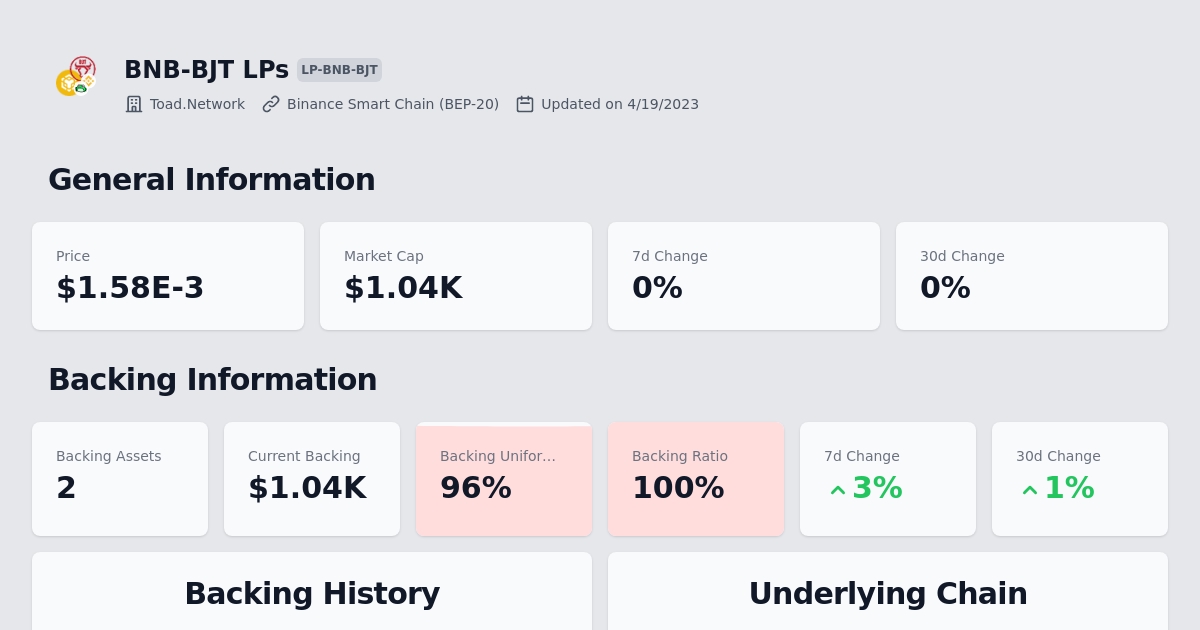 BNB-BJT LPs LP-BNB-BJT
Toad.Network Binance Smart Chain (BEP-20) Updated on 4/19/2023
General Information
Price Market Cap 7d Change 30d Change
$1.58E-3 $1.04K 0% 0%
Backing Information
Backing Assets Current Backing Backing Unifor... Backing Ratio 7d Change 30d Change
2 $1.04K 96% 100% 3% 1%
Backing History Underlying Chain